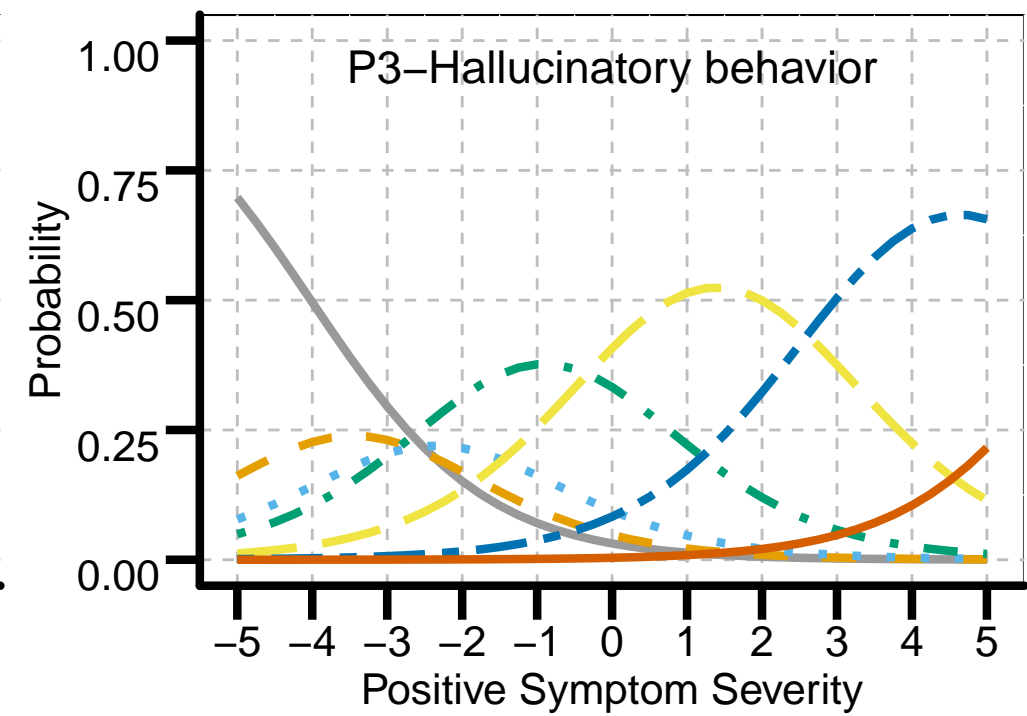 P3–Hallucinatory behavior
1.00
0.75
0.50
0.25
0.00
Probability
−5 −4 −3 −2 −1 0 1 2 3 4 5
Positive Symptom Severity